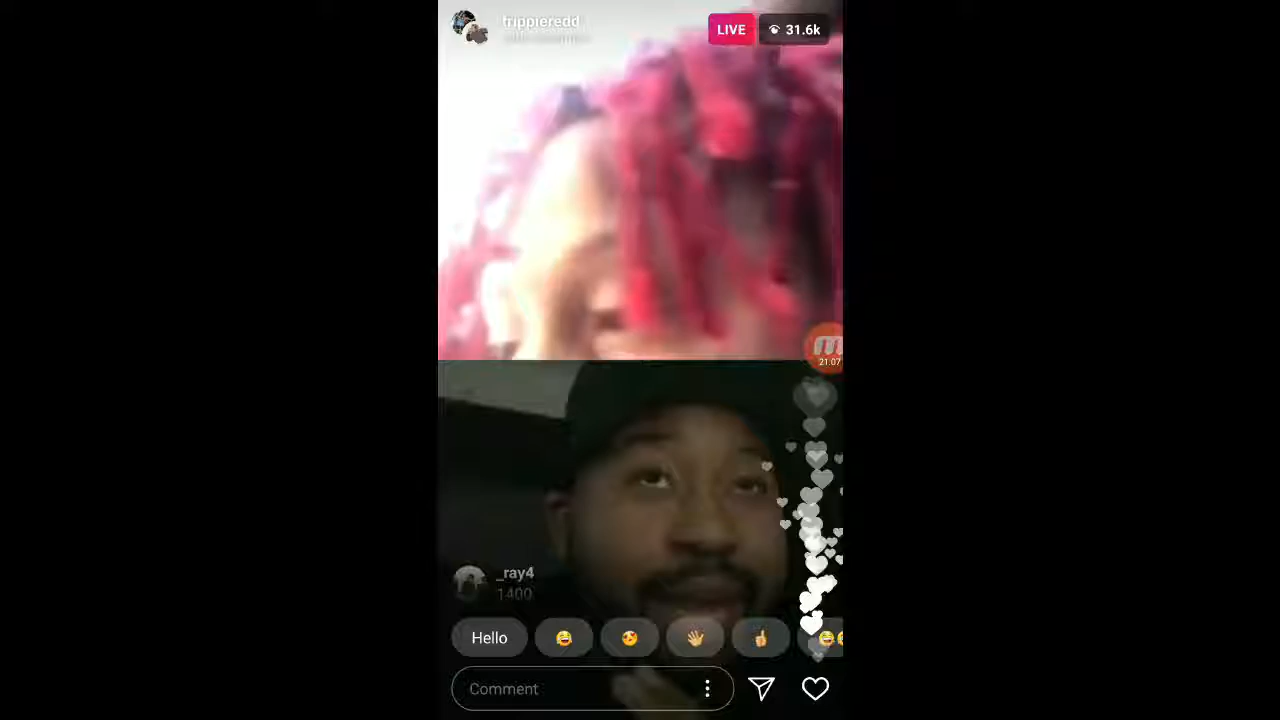 trippieredd
LIVE
31.6k
21:07
_ray4
1400
Hello
Comment